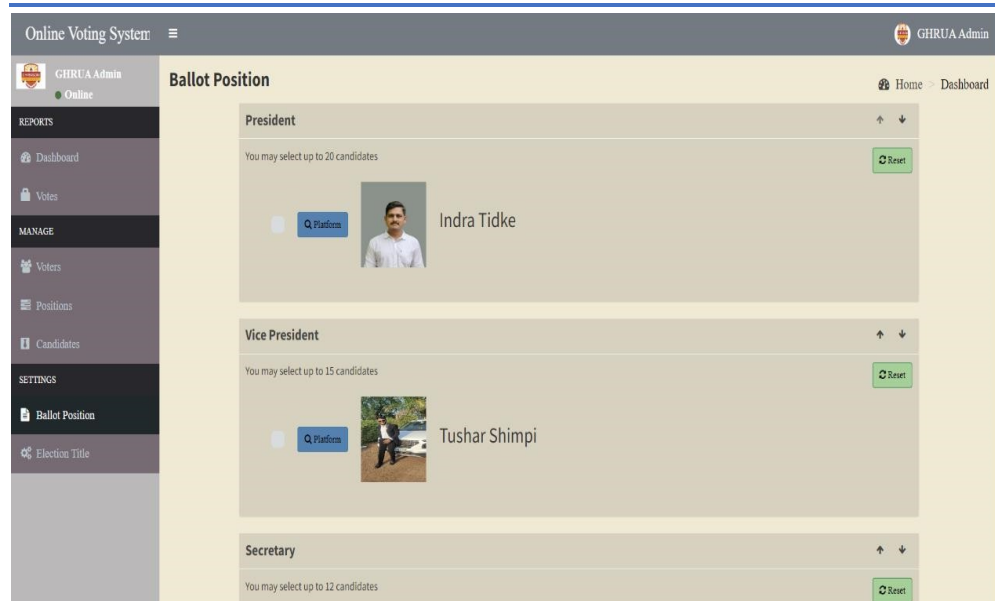 Online Voting System
GHRUA Admin
GHRUA Admin
Online
REPORTS
Dashboard
Votes
MANAGE
Voters
Positions
Candidates
SETTINGS
Ballot Position
Election Title
Ballot Position
Home > Dashboard
President
You may select up to 20 candidates
Reset
Platform
Indra Tidke
Vice President
You may select up to 15 candidates
Reset
Platform
Tushar Shimpi
Secretary
You may select up to 12 candidates
Reset